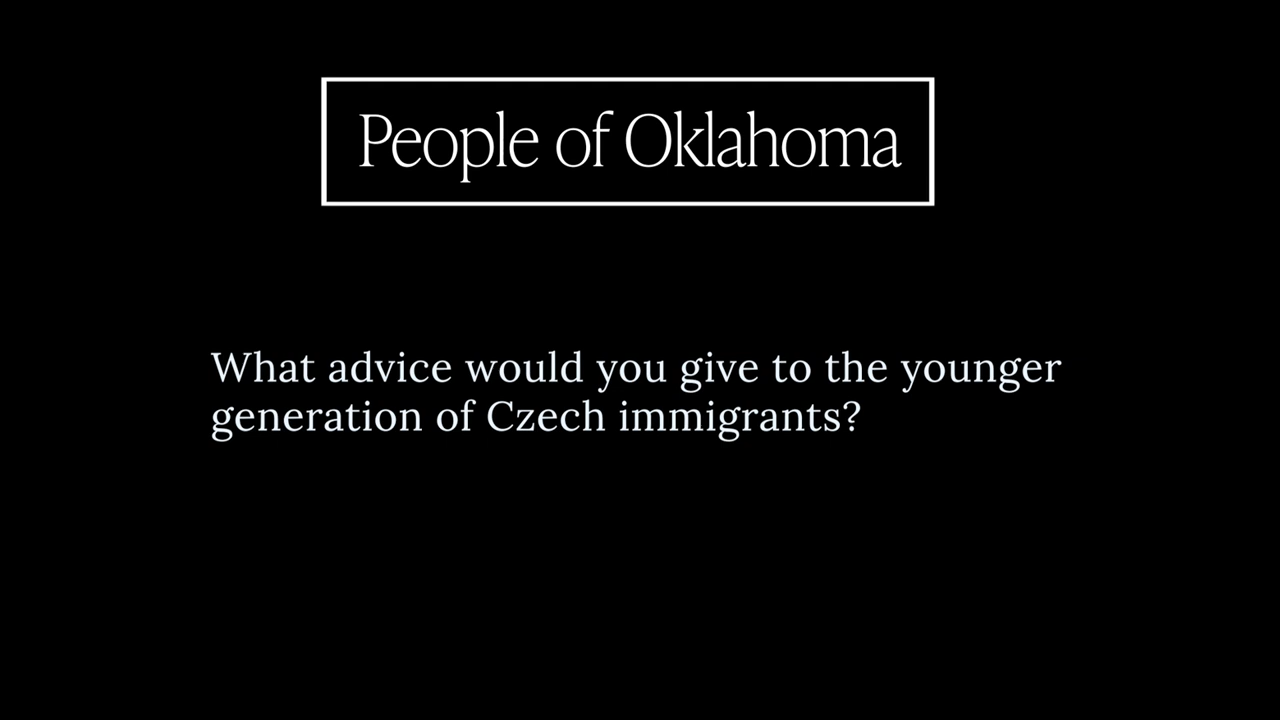 People of Oklahoma
What advice would you give to the younger
generation of Czech immigrants?